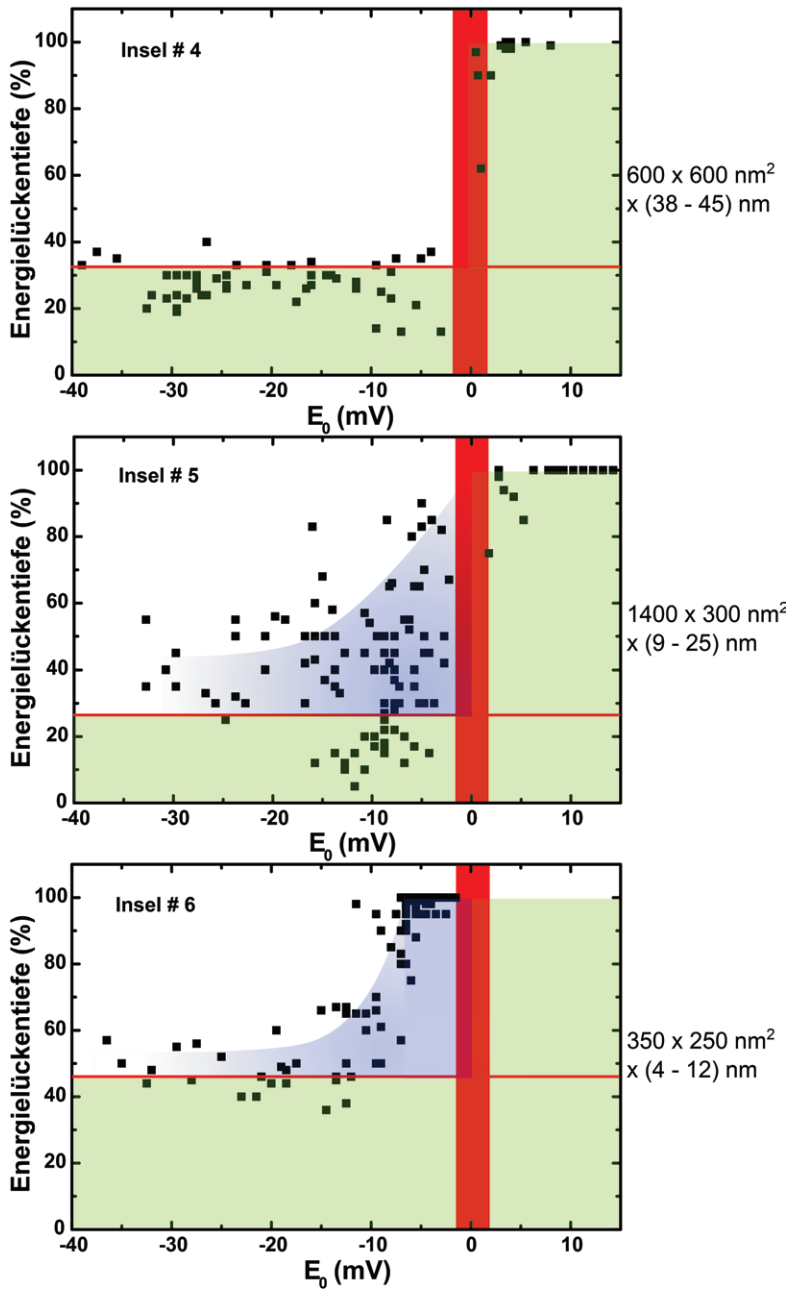 Insel # 4
Energielückentiefe (%)
100
80
60
40
20
0
-40 -30 -20 -10 0 10
E₀ (mV)
600 x 600 nm²
x (38 - 45) nm
Insel # 5
Energielückentiefe (%)
100
80
60
40
20
0
-40 -30 -20 -10 0 10
E₀ (mV)
1400 x 300 nm²
x (9 - 25) nm
Insel # 6
Energielückentiefe (%)
100
80
60
40
20
0
-40 -30 -20 -10 0 10
E₀ (mV)
350 x 250 nm²
x (4 - 12) nm